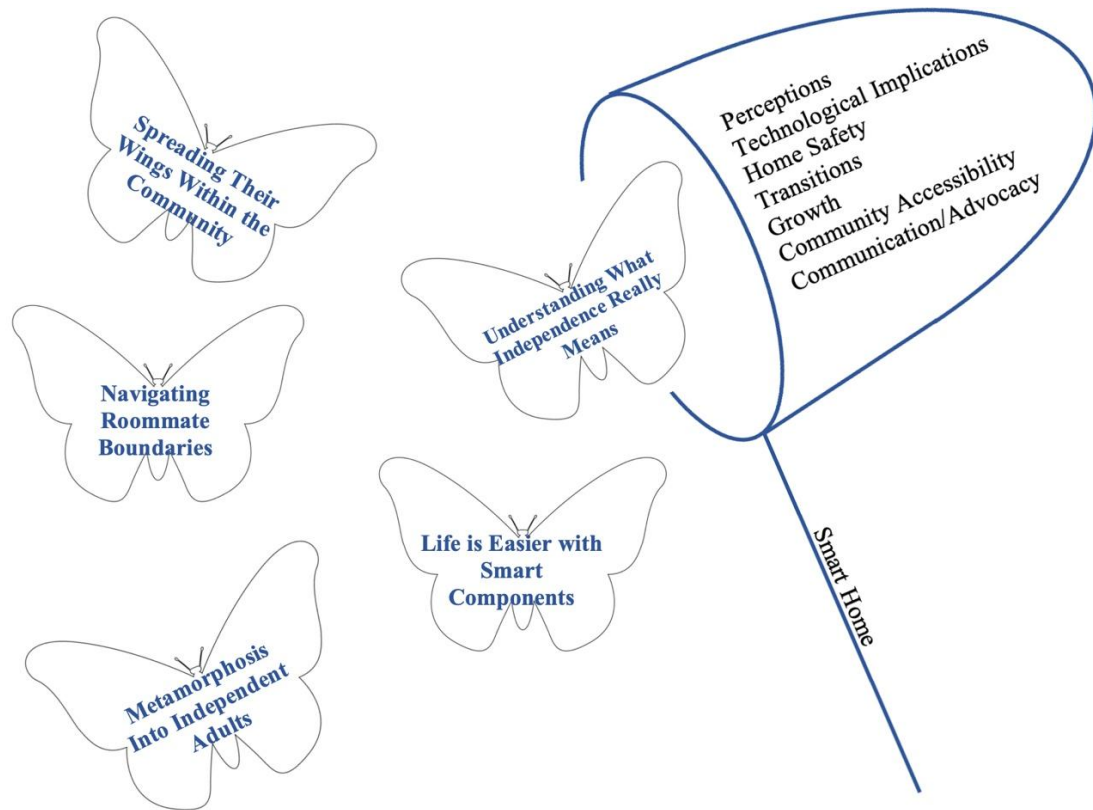 Spreading Their
Wings Within the
Community
Navigating
Roommate
Boundaries
Metamorphosis
Into Independent
Adults
Understanding What
Independence Really
Means
Life is Easier with
Smart
Components
Perceptions
Technological Implications
Home Safety
Transitions
Growth
Community Accessibility
Communication/Advocacy
Smart Home